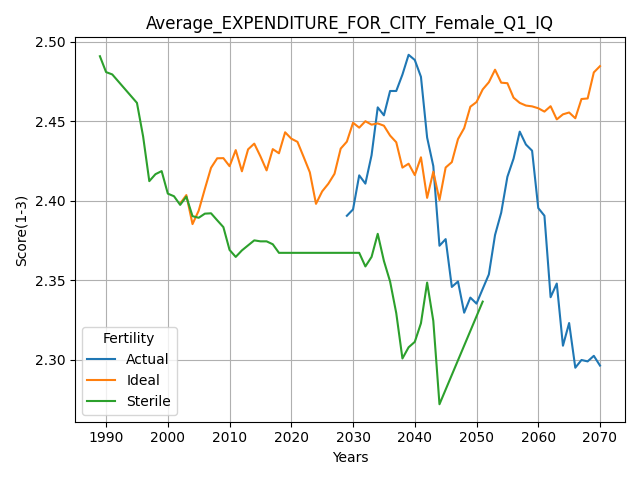 Average_EXPENDITURE_FOR_CITY_Female_Q1_IQ
Score(1-3)
2.50
2.45
2.40
2.35
2.30
Fertility
Actual
Ideal
Sterile
1990 2000 2010 2020 2030 2040 2050 2060 2070
Years